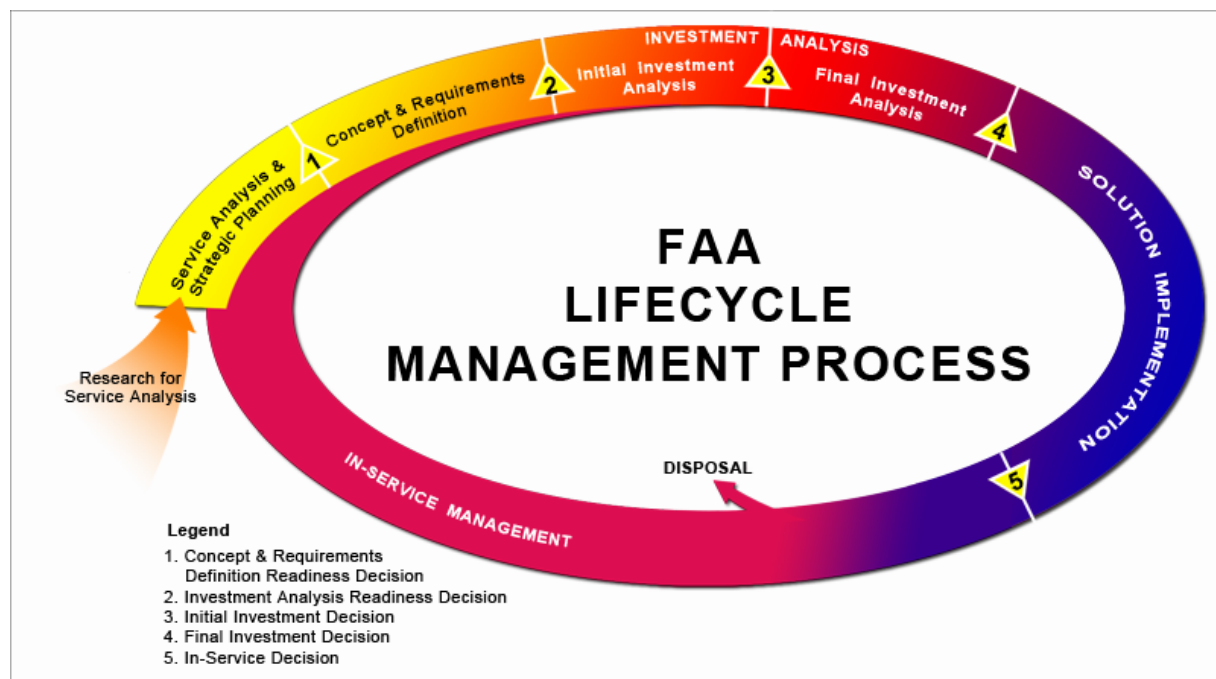 INVESTMENT ANALYSIS
Service Analysis &
Strategic Planning
1
Concept & Requirements
Definition
2
Initial Investment
Analysis
3
Final Investment
Analysis
4
SOLUTION IMPLEMENTATION
5
FAA
LIFECYCLE
MANAGEMENT PROCESS
Research for
Service Analysis
DISPOSAL
IN-SERVICE MANAGEMENT
Legend
1. Concept & Requirements
Definition Readiness Decision
2. Investment Analysis Readiness Decision
3. Initial Investment Decision
4. Final Investment Decision
5. In-Service Decision